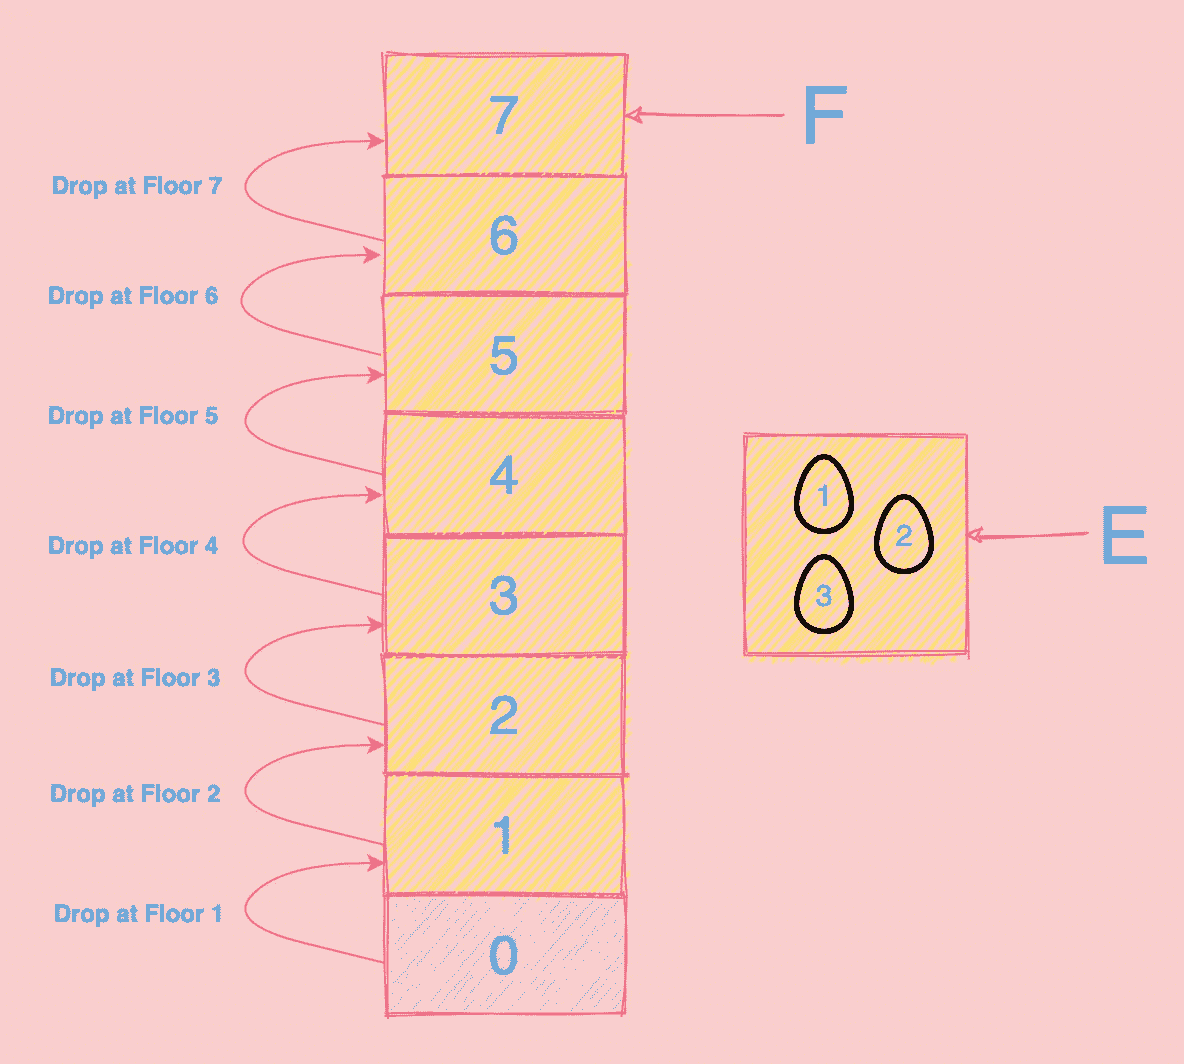 7
F
Drop at Floor 7
6
Drop at Floor 6
5
Drop at Floor 5
4
1
2
E
Drop at Floor 4
3
3
Drop at Floor 3
2
Drop at Floor 2
1
Drop at Floor 1
0